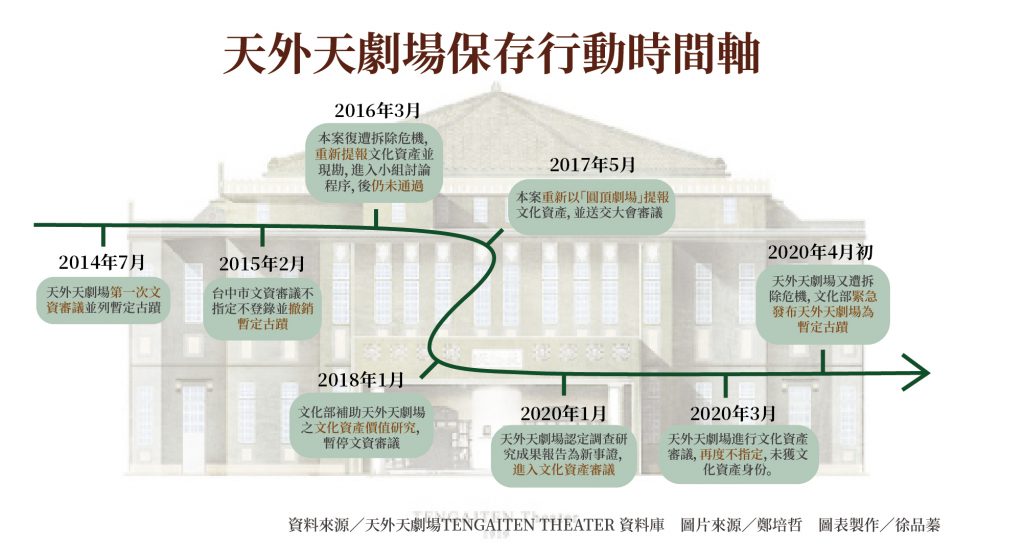 天外天劇場保存行動時間軸
2014年7月
天外天劇場第一次文
資審議並列暫定古蹟
2015年2月
台中市文資審議不
指定不登錄並撤銷
暫定古蹟
2016年3月
本案復遭拆除危機,
重新提報文化資產並
現勘, 進入小組討論
程序, 後仍未通過
2017年5月
本案重新以「圓頂劇場」提報
文化資產, 並送交大會審議
2018年1月
文化部補助天外天劇場
之文化資產價值研究,
暫停文資審議
2020年1月
天外天劇場認定調查研
究成果報告為新事證,
進入文化資產審議
2020年3月
天外天劇場進行文化資產
審議, 再度不指定, 未獲文
化資產身份。
2020年4月初
天外天劇場又遭拆
除危機, 文化部緊急
發布天外天劇場為
暫定古蹟
TENGAITEN Theater
1919
資料來源／天外天劇場TENGAITEN THEATER 資料庫 圖片來源／鄭培哲 圖表製作／徐品蓁